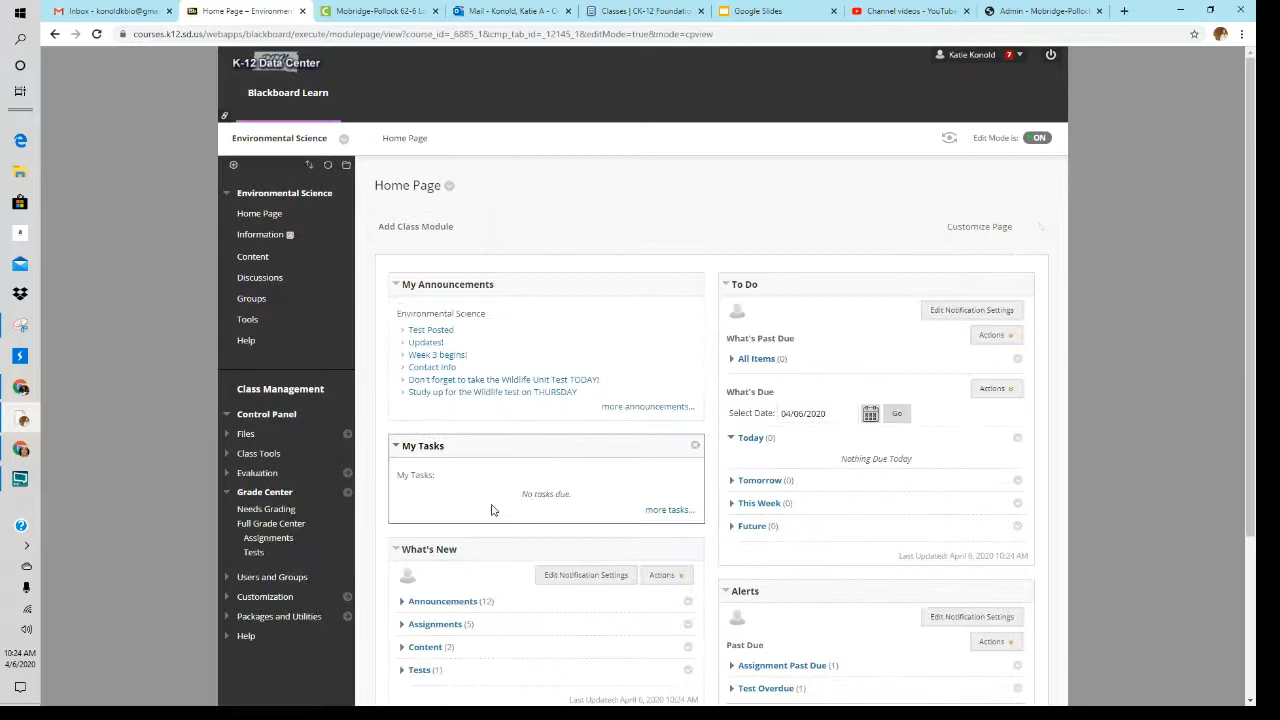 Inbox - konoldkbio@gma
Home Page – Environmen
Mobridge-Pollock 62-6 L
Mail - Konold, Katie A - O
Classes | CK-12 Foundatio
Google Slides
Channel videos - YouTube
Admin - Mobridge-Pollock
courses.k12.sd.us/webapps/blackboard/execute/modulepage/view?course_id=_6885_1&cmp_tab_id=_12145_1&editMode=true&mode=cpview
K-12 Data Center
Katie Konold 7
Blackboard Learn
Environmental Science
Home Page
Edit Mode is: ON
Environmental Science
Home Page
Information
Content
Discussions
Groups
Tools
Help
Class Management
Control Panel
Files
Class Tools
Evaluation
Grade Center
Needs Grading
Full Grade Center
Assignments
Tests
Users and Groups
Customization
Packages and Utilities
Help
Home Page
Add Class Module
Customize Page
My Announcements
Environmental Science
Test Posted
Updates!
Week 3 begins!
Contact Info
Don't forget to take the Wildlife Unit Test TODAY!
Study up for the Wildlife test on THURSDAY
more announcements...
My Tasks
My Tasks:
No tasks due.
more tasks...
What's New
Edit Notification Settings
Actions
Announcements (12)
Assignments (5)
Content (2)
Tests (1)
Last Updated: April 6, 2020 10:24 AM
To Do
Edit Notification Settings
What's Past Due
Actions
All Items (0)
What's Due
Actions
Select Date: 04/06/2020 Go
Today (0)
Nothing Due Today
Tomorrow (0)
This Week (0)
Future (0)
Last Updated: April 6, 2020 10:24 AM
Alerts
Edit Notification Settings
Past Due
Actions
Assignment Past Due (1)
Test Overdue (1)
10:24 AM
4/6/2020